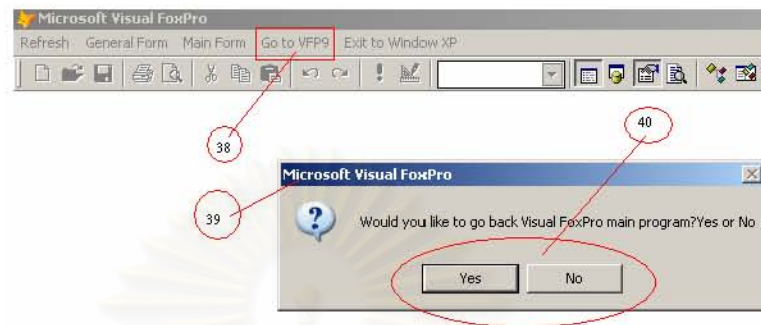 Microsoft Visual FoxPro
Refresh General Form Main Form Go to VFP9 Exit to Window XP
40
38
Microsoft Visual FoxPro
39
Would you like to go back Visual FoxPro main program?Yes or No
Yes No